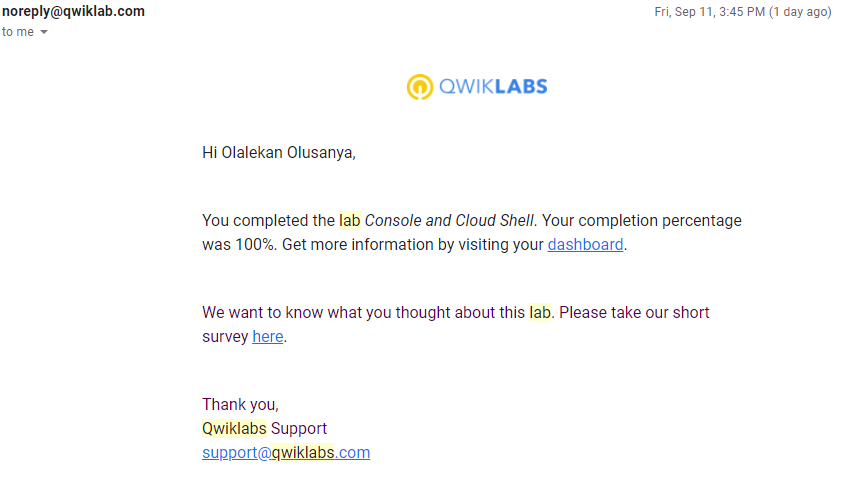 noreply@qwiklab.com
Fri, Sep 11, 3:45 PM (1 day ago)
to me
QWIKLABS
Hi Olalekan Olusanya,
You completed the lab Console and Cloud Shell. Your completion percentage
was 100%. Get more information by visiting your dashboard.
We want to know what you thought about this lab. Please take our short
survey here.
Thank you,
Qwiklabs Support
support@qwiklabs.com